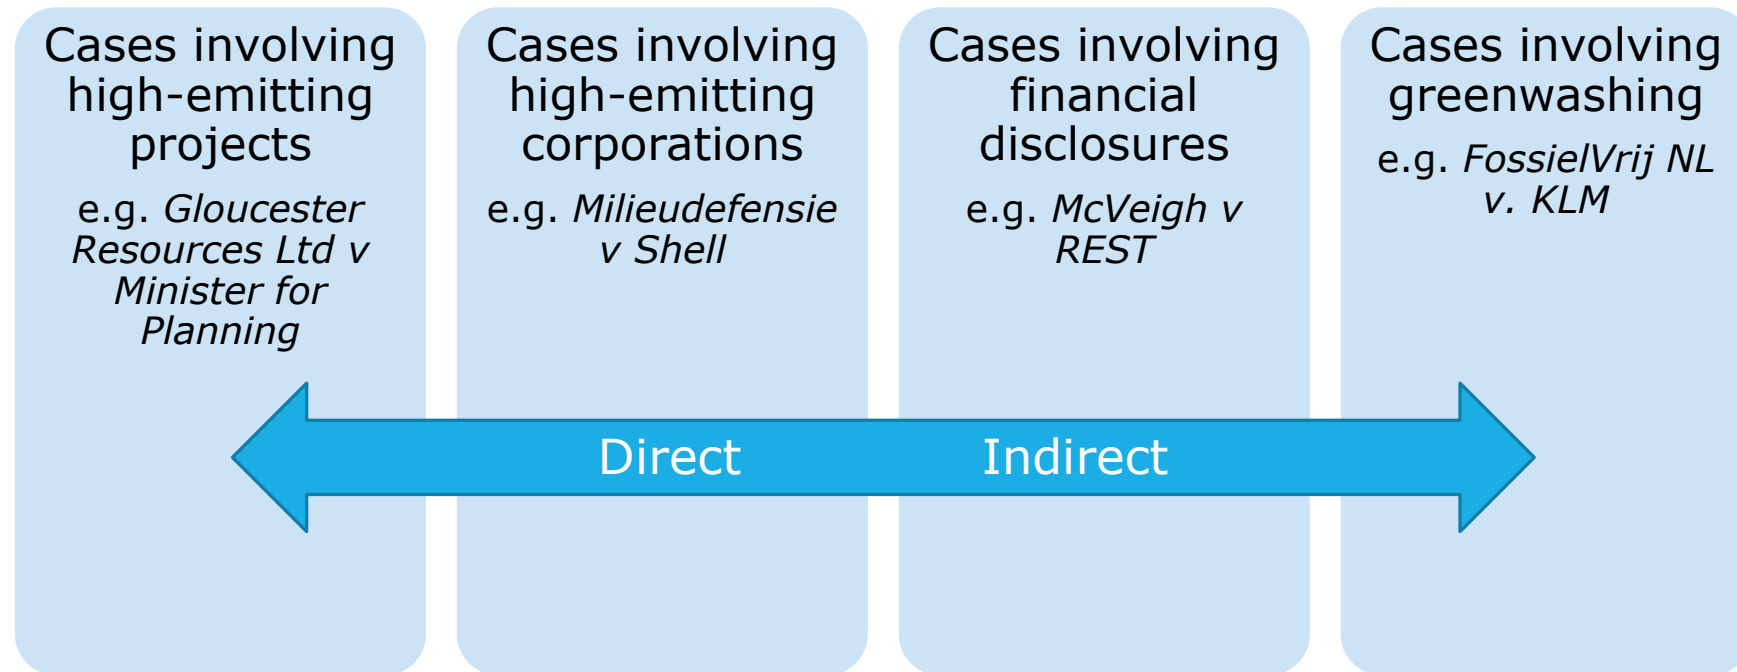 Cases involving
high-emitting
projects
e.g. Gloucester
Resources Ltd v
Minister for
Planning
Cases involving
high-emitting
corporations
e.g. Milieudefensie
v Shell
Cases involving
financial
disclosures
e.g. McVeigh v
REST
Cases involving
greenwashing
e.g. FossielVrij NL
v. KLM
Direct
Indirect